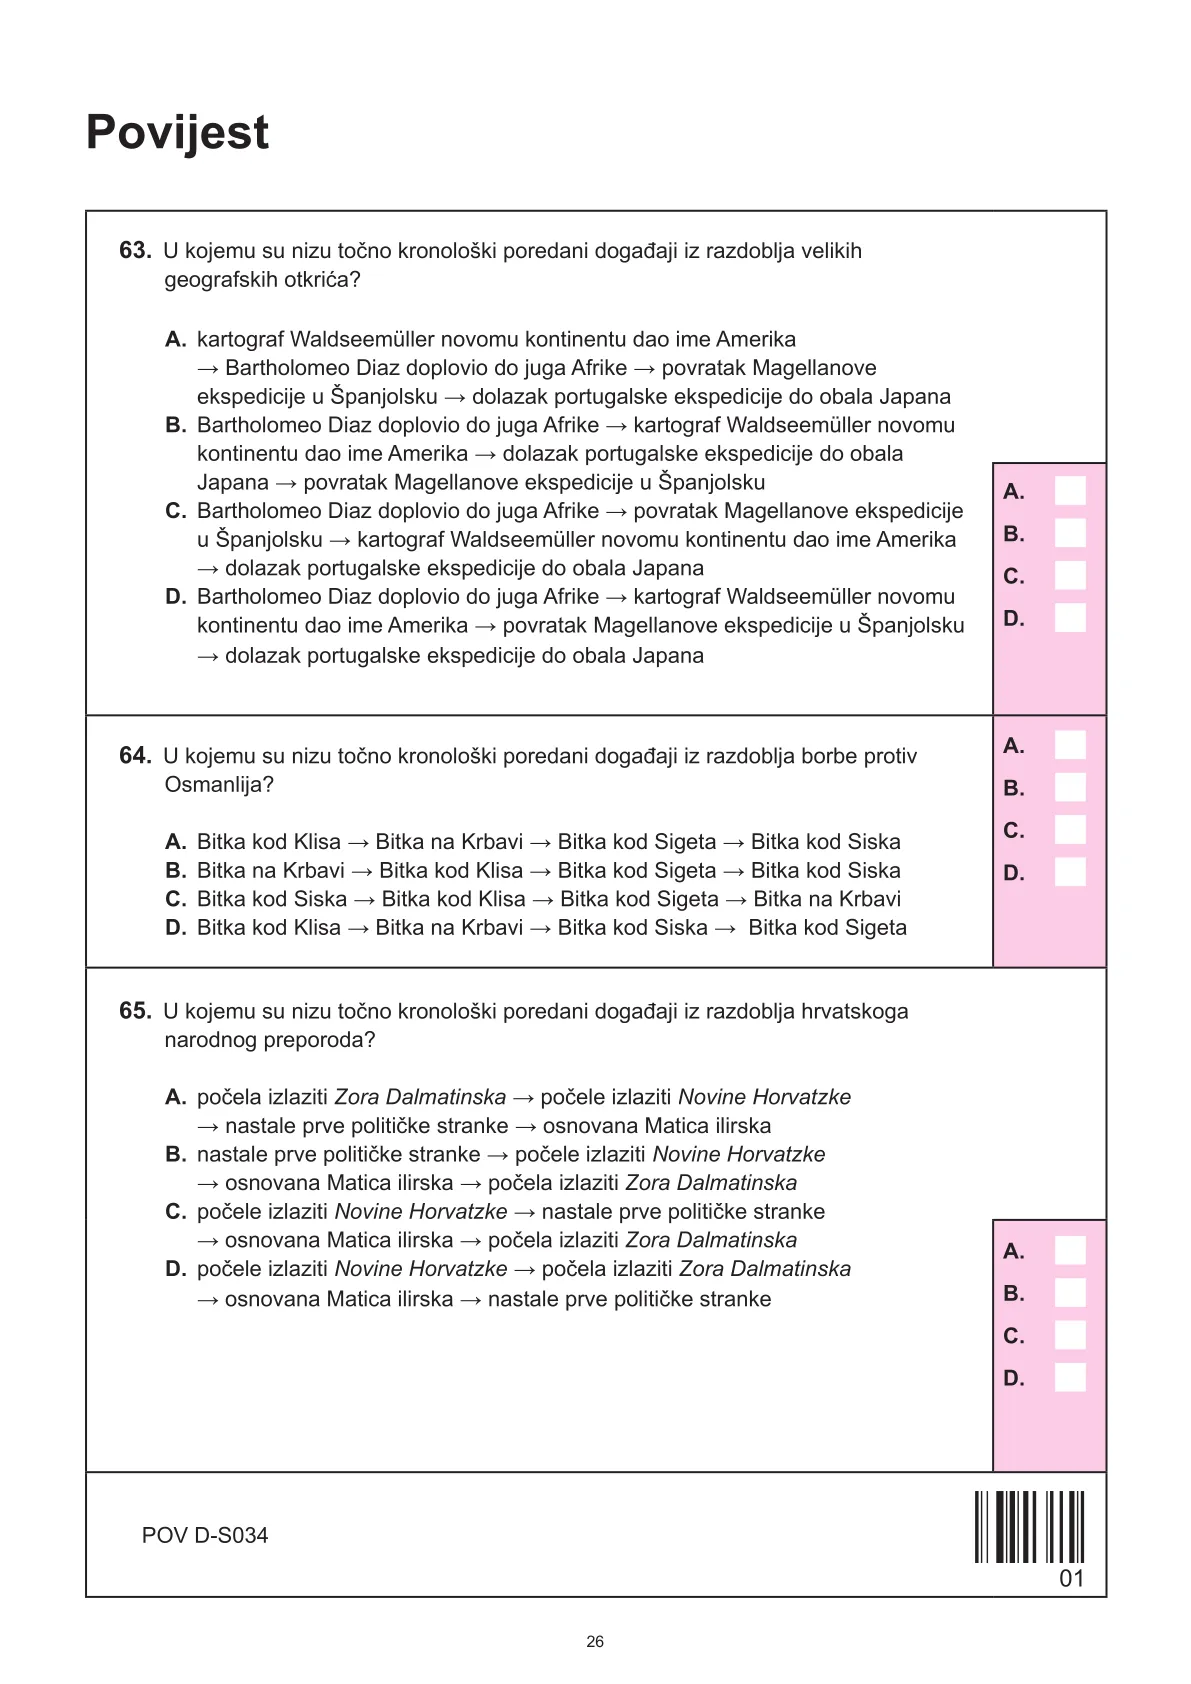 Povijest
63. U kojemu su nizu točno kronološki poredani događaji iz razdoblja velikih
geografskih otkrića?
A. kartograf Waldseemüller novomu kontinentu dao ime Amerika
→ Bartholomeo Diaz doplovio do juga Afrike → povratak Magellanove
ekspedicije u Španjolsku → dolazak portugalske ekspedicije do obala Japana
B. Bartholomeo Diaz doplovio do juga Afrike → kartograf Waldseemüller novomu
kontinentu dao ime Amerika → dolazak portugalske ekspedicije do obala
Japana → povratak Magellanove ekspedicije u Španjolsku
C. Bartholomeo Diaz doplovio do juga Afrike → povratak Magellanove ekspedicije
u Španjolsku → kartograf Waldseemüller novomu kontinentu dao ime Amerika
→ dolazak portugalske ekspedicije do obala Japana
D. Bartholomeo Diaz doplovio do juga Afrike → kartograf Waldseemüller novomu
kontinentu dao ime Amerika → povratak Magellanove ekspedicije u Španjolsku
→ dolazak portugalske ekspedicije do obala Japana
A.
B.
C.
D.
64. U kojemu su nizu točno kronološki poredani događaji iz razdoblja borbe protiv
Osmanlija?
A. Bitka kod Klisa → Bitka na Krbavi → Bitka kod Sigeta → Bitka kod Siska
B. Bitka na Krbavi → Bitka kod Klisa → Bitka kod Sigeta → Bitka kod Siska
C. Bitka kod Siska → Bitka kod Klisa → Bitka kod Sigeta → Bitka na Krbavi
D. Bitka kod Klisa → Bitka na Krbavi → Bitka kod Siska → Bitka kod Sigeta
A.
B.
C.
D.
65. U kojemu su nizu točno kronološki poredani događaji iz razdoblja hrvatskoga
narodnog preporoda?
A. počela izlaziti Zora Dalmatinska → počele izlaziti Novine Horvatzke
→ nastale prve političke stranke → osnovana Matica ilirska
B. nastale prve političke stranke → počele izlaziti Novine Horvatzke
→ osnovana Matica ilirska → počela izlaziti Zora Dalmatinska
C. počele izlaziti Novine Horvatzke → nastale prve političke stranke
→ osnovana Matica ilirska → počela izlaziti Zora Dalmatinska
D. počele izlaziti Novine Horvatzke → počela izlaziti Zora Dalmatinska
→ osnovana Matica ilirska → nastale prve političke stranke
A.
B.
C.
D.
POV D-S034
01
26